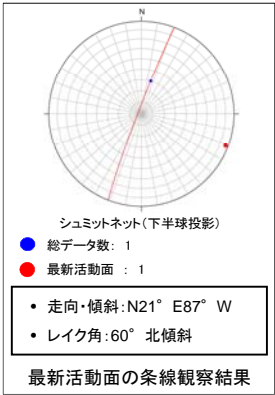 N
シュミットネット(下半球投影)
総データ数: 1
最新活動面 : 1
• 走向・傾斜:N21°E87°W
• レイク角:60°北傾斜
最新活動面の条線観察結果